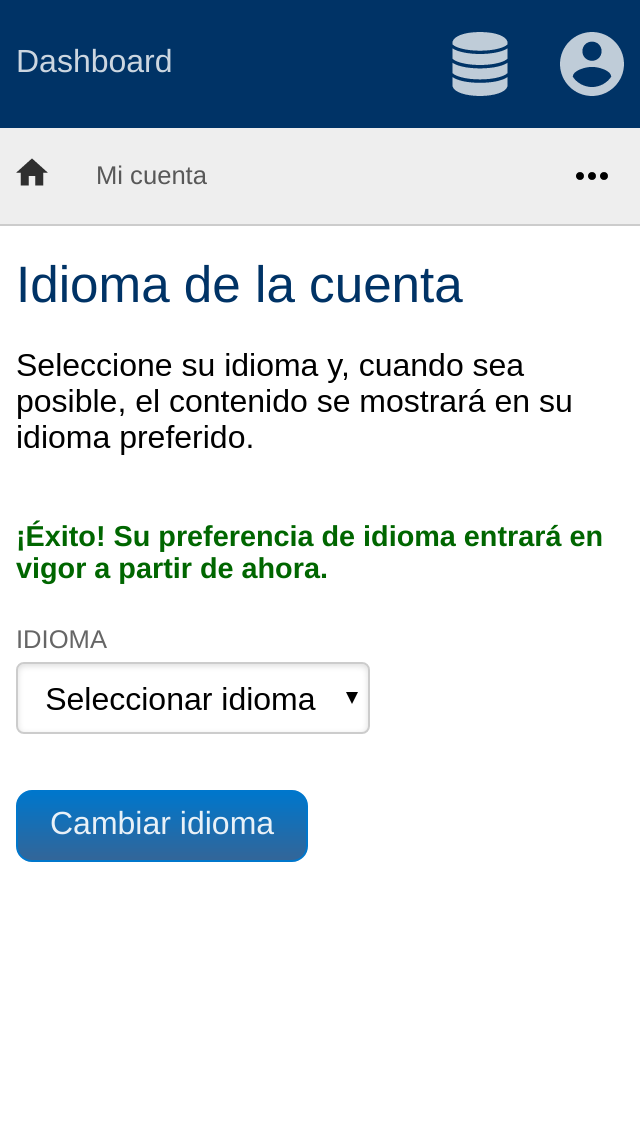 Dashboard
Mi cuenta
Idioma de la cuenta
Seleccione su idioma y, cuando sea
posible, el contenido se mostrará en su
idioma preferido.
¡Éxito! Su preferencia de idioma entrará en
vigor a partir de ahora.
IDIOMA
Seleccionar idioma
Cambiar idioma